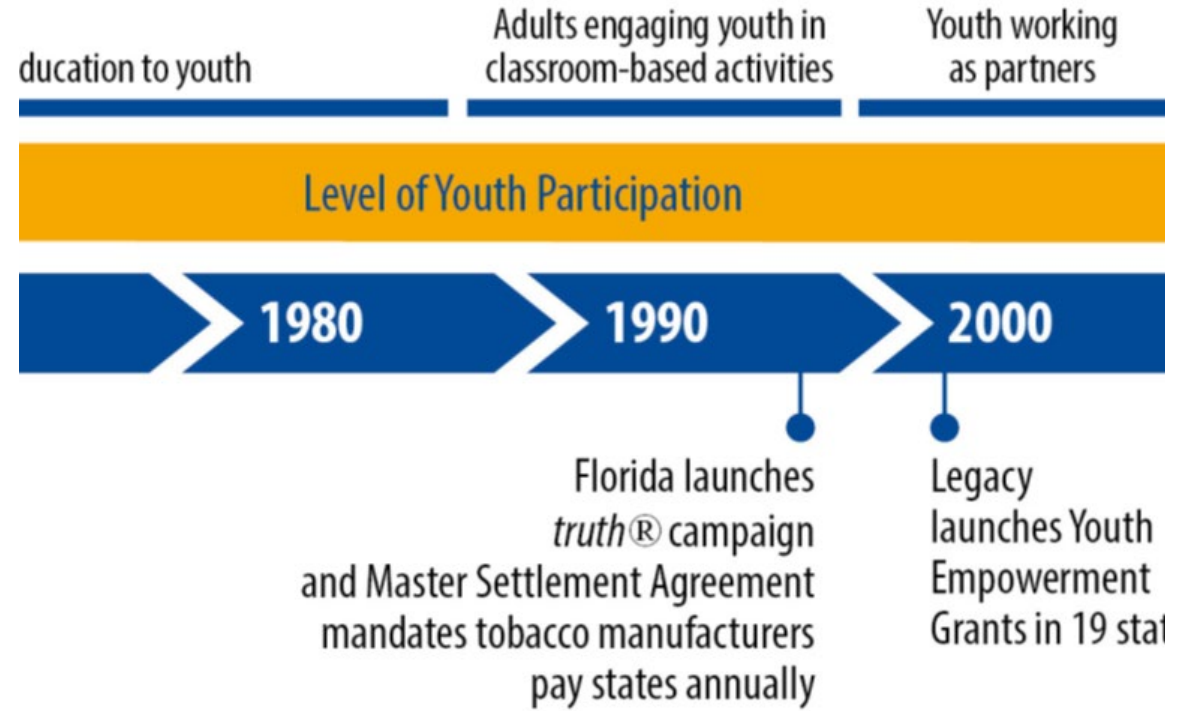 ducation to youth
Adults engaging youth in
classroom-based activities
Youth working
as partners
Level of Youth Participation
1980
1990
2000
Florida launches
truth® campaign
and Master Settlement Agreement
mandates tobacco manufacturers
pay states annually
Legacy
launches Youth
Empowerment
Grants in 19 stat